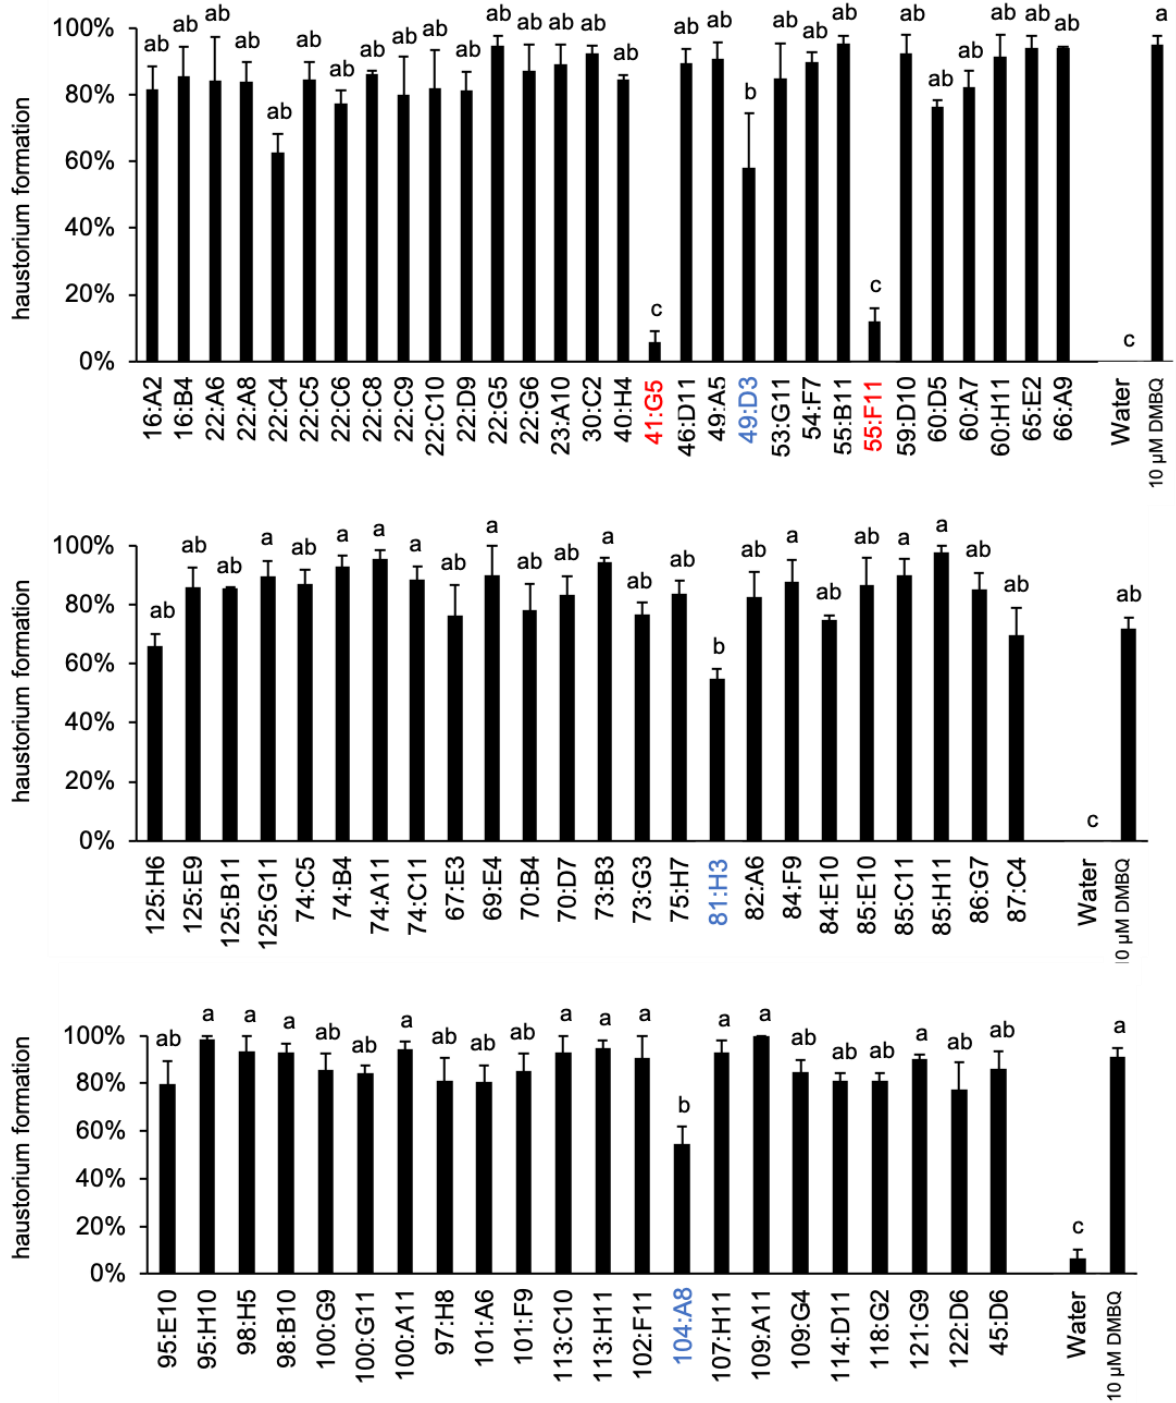 ab ab ab ab ab ab ab ab ab ab ab ab ab ab ab ab c ab ab b ab ab ab c ab ab ab ab ab ab c a
haustorium formation
100%
80%
60%
40%
20%
0%
16:A2 16:B4 22:A6 22:A8 22:C4 22:C5 22:C6 22:C8 22:C9 22:C10 22:D9 22:G5 22:G6 23:A10 30:C2 40:H4 41:G5 46:D11 49:A5 49:D3 53:G11 54:F7 55:B11 55:F11 59:D10 60:D5 60:A7 60:H11 65:E2 66:A9 Water 10 µM DMBQ
ab ab ab a ab a a a ab a ab ab a ab ab b ab a ab ab a a ab ab c ab
haustorium formation
100%
80%
60%
40%
20%
0%
125:H6 125:E9 125:B11 125:G11 74:C5 74:B4 74:A11 74:C11 67:E3 69:E4 70:B4 70:D7 73:B3 73:G3 75:H7 81:H3 82:A6 84:F9 84:E10 85:E10 85:C11 85:H11 86:G7 87:C4 Water 10 µM DMBQ
ab a a a ab ab a ab ab ab a a a b a a ab ab ab a ab ab c a
haustorium formation
100%
80%
60%
40%
20%
0%
95:E10 95:H10 98:H5 98:B10 100:G9 100:G11 100:A11 97:H8 101:A6 101:F9 113:C10 113:H11 102:F11 104:A8 107:H11 109:A11 109:G4 114:D11 118:G2 121:G9 122:D6 45:D6 Water 10 µM DMBQ